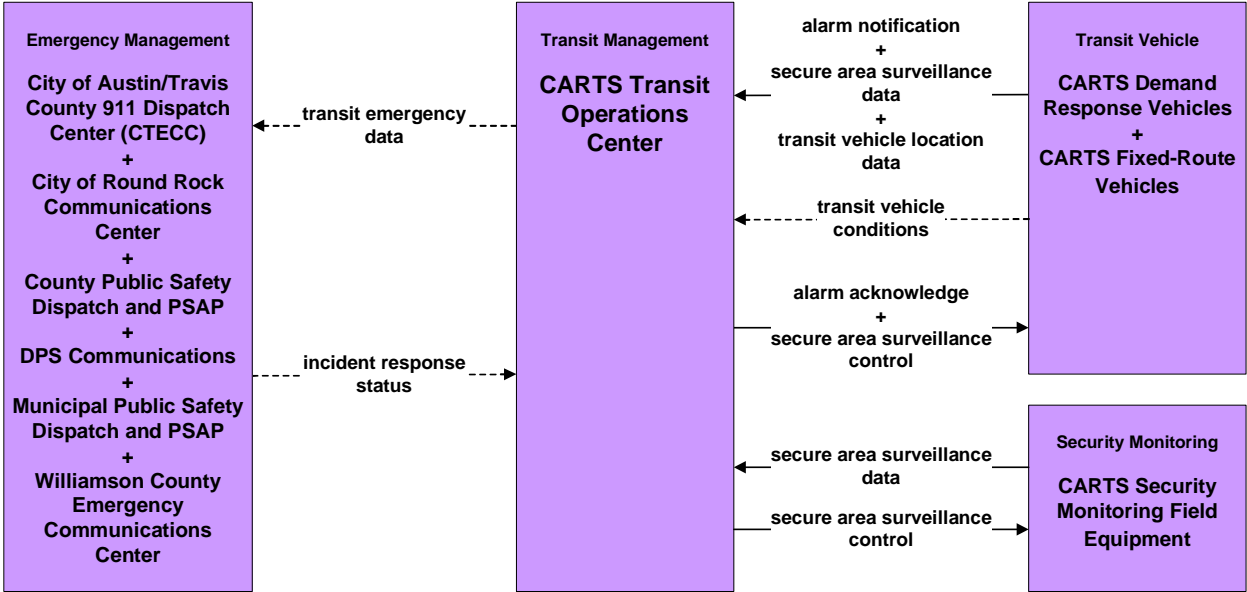 Emergency Management
City of Austin/Travis
County 911 Dispatch
Center (CTECC)
+
City of Round Rock
Communications
Center
+
County Public Safety
Dispatch and PSAP
+
DPS Communications
+
Municipal Public Safety
Dispatch and PSAP
+
Williamson County
Emergency
Communications
Center
transit emergency
data
incident response
status
Transit Management
CARTS Transit
Operations
Center
alarm notification
+
secure area surveillance
data
+
transit vehicle location
data
transit vehicle
conditions
alarm acknowledge
+
secure area surveillance
control
secure area surveillance
data
secure area surveillance
control
Transit Vehicle
CARTS Demand
Response Vehicles
+
CARTS Fixed-Route
Vehicles
Security Monitoring
CARTS Security
Monitoring Field
Equipment